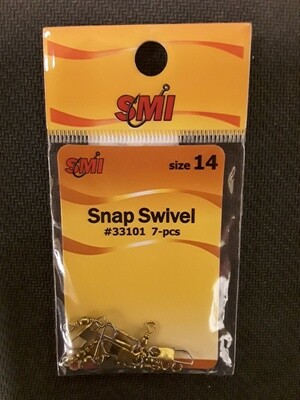 SMI
SMI
size 14
Snap Swivel
#33101 7-pcs